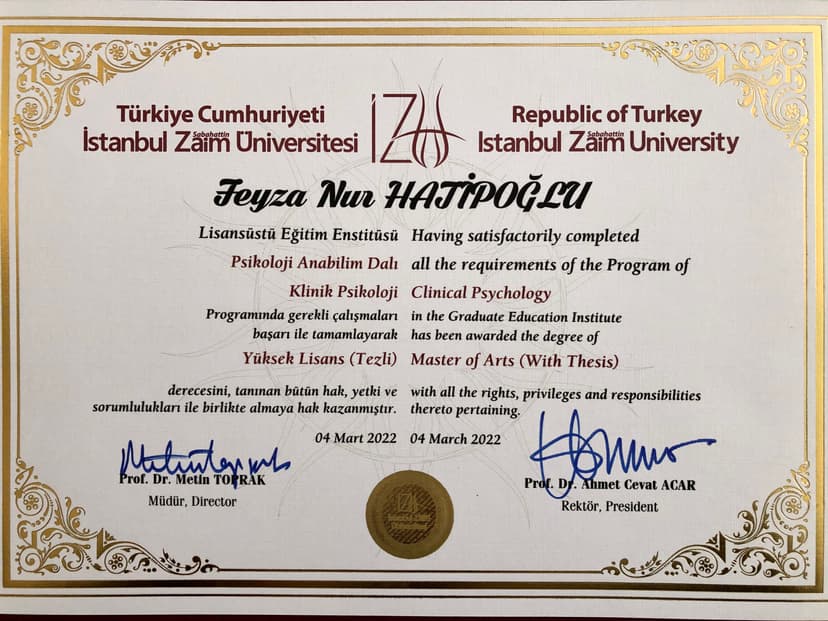 Türkiye Cumhuriyeti
İstanbul Sabahattin Zaim Üniversitesi
İZÜ
Republic of Turkey
Istanbul Sabahattin Zaim University
Feyza Nur HATİPOĞLU
Lisansüstü Eğitim Enstitüsü
Psikoloji Anabilim Dalı
Klinik Psikoloji
Programında gerekli çalışmaları
başarı ile tamamlayarak
Yüksek Lisans (Tezli)
derecesini, tanınan bütün hak, yetki ve
sorumlulukları ile birlikte almaya hak kazanmıştır.
04 Mart 2022
Having satisfactorily completed
all the requirements of the Program of
Clinical Psychology
in the Graduate Education Institute
has been awarded the degree of
Master of Arts (With Thesis)
with all the rights, privileges and responsibilities
thereto pertaining.
04 March 2022
Prof. Dr. Metin TOPRAK
Müdür, Director
Prof. Dr. Ahmet Cevat ACAR
Rektör, President